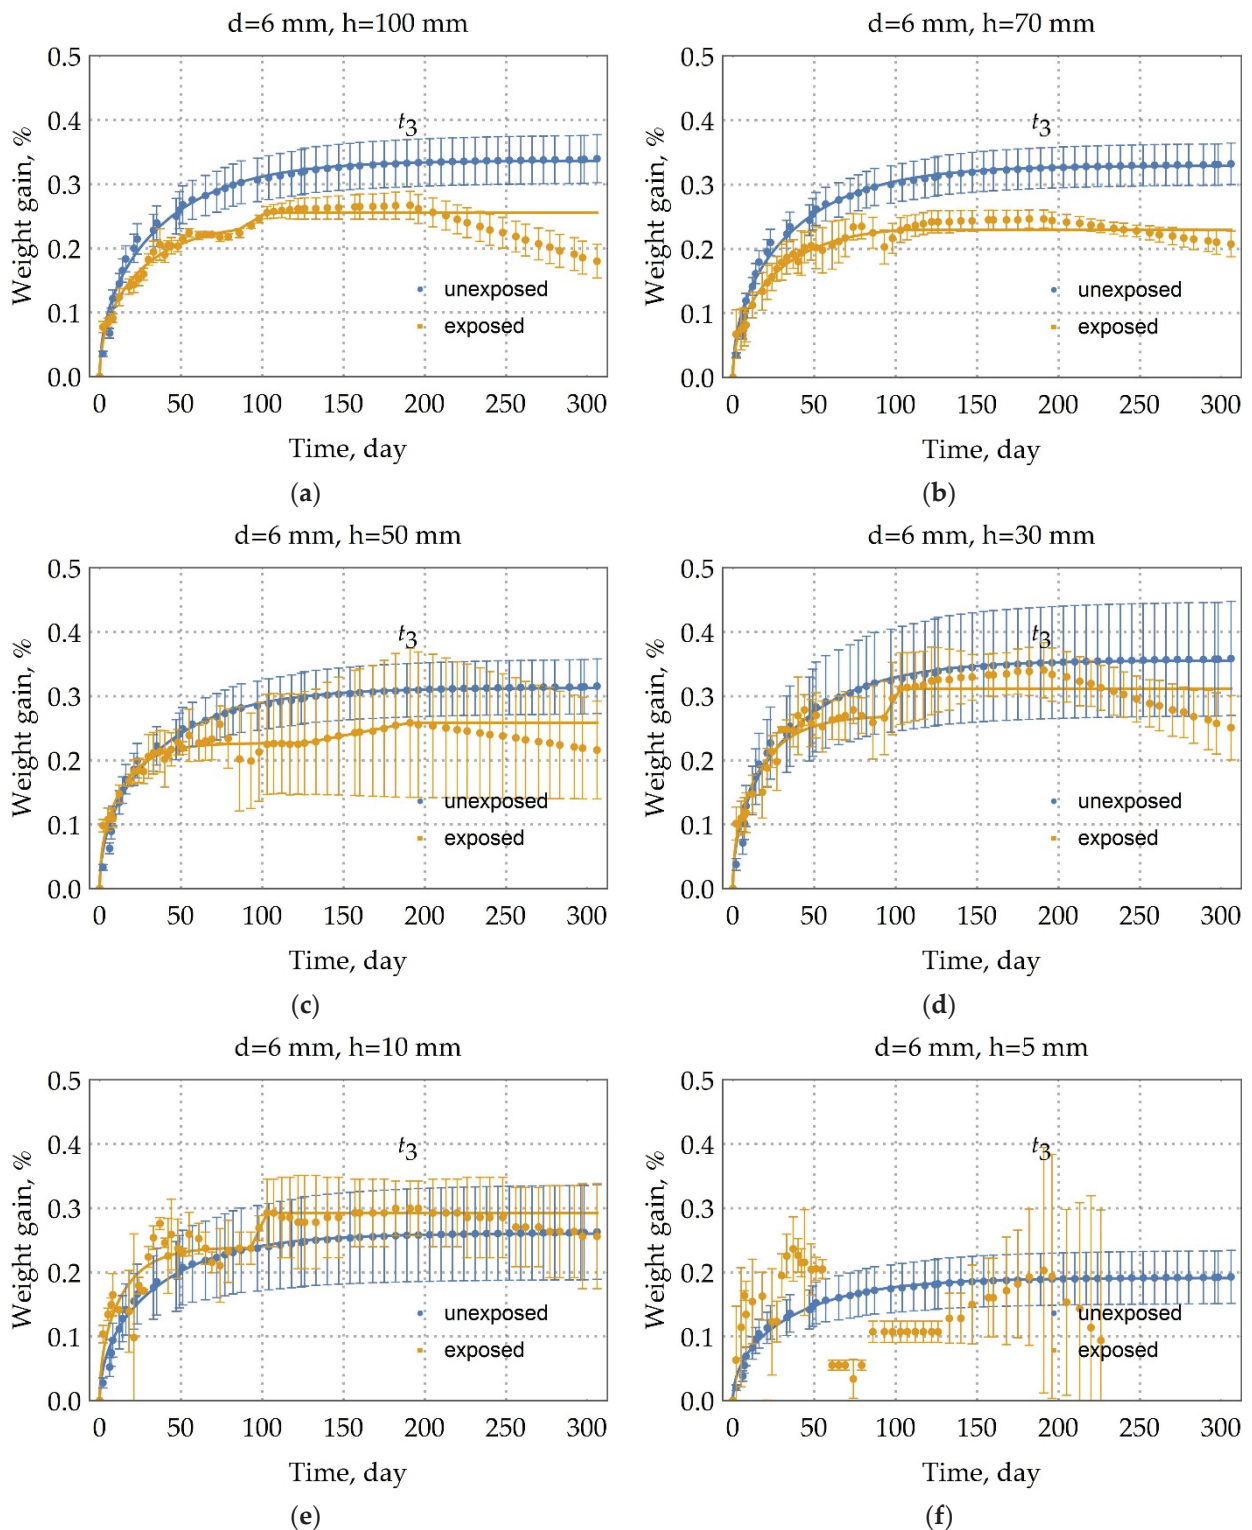 d=6 mm, h=100 mm
Weight gain, %
0.5
0.4
0.3
0.2
0.1
0.0
t3
unexposed
exposed
0 50 100 150 200 250 300
Time, day
(a)
d=6 mm, h=70 mm
Weight gain, %
0.5
0.4
0.3
0.2
0.1
0.0
t3
unexposed
exposed
0 50 100 150 200 250 300
Time, day
(b)
d=6 mm, h=50 mm
Weight gain, %
0.5
0.4
0.3
0.2
0.1
0.0
t3
unexposed
exposed
0 50 100 150 200 250 300
Time, day
(c)
d=6 mm, h=30 mm
Weight gain, %
0.5
0.4
0.3
0.2
0.1
0.0
t3
unexposed
exposed
0 50 100 150 200 250 300
Time, day
(d)
d=6 mm, h=10 mm
Weight gain, %
0.5
0.4
0.3
0.2
0.1
0.0
t3
unexposed
exposed
0 50 100 150 200 250 300
Time, day
(e)
d=6 mm, h=5 mm
Weight gain, %
0.5
0.4
0.3
0.2
0.1
0.0
t3
unexposed
exposed
0 50 100 150 200 250 300
Time, day
(f)